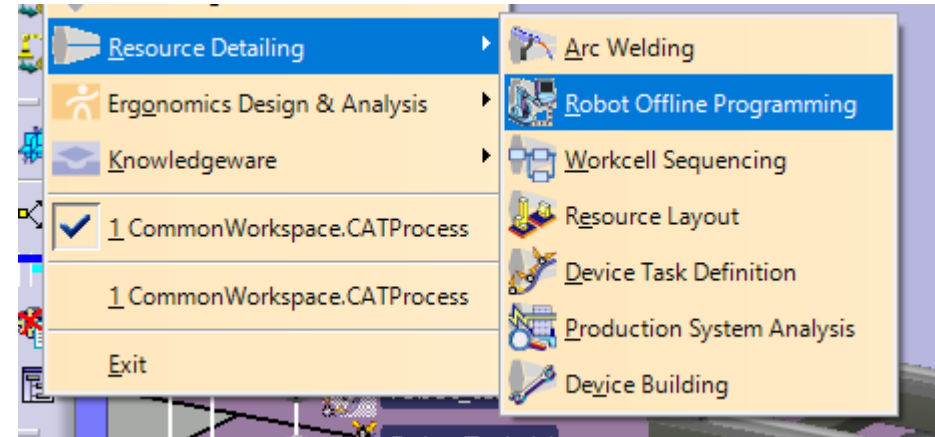 Resource Detailing
Ergonomics Design & Analysis
Knowledgeware
1 CommonWorkspace.CATProcess
1 CommonWorkspace.CATProcess
Exit
Arc Welding
Robot Offline Programming
Workcell Sequencing
Resource Layout
Device Task Definition
Production System Analysis
Device Building